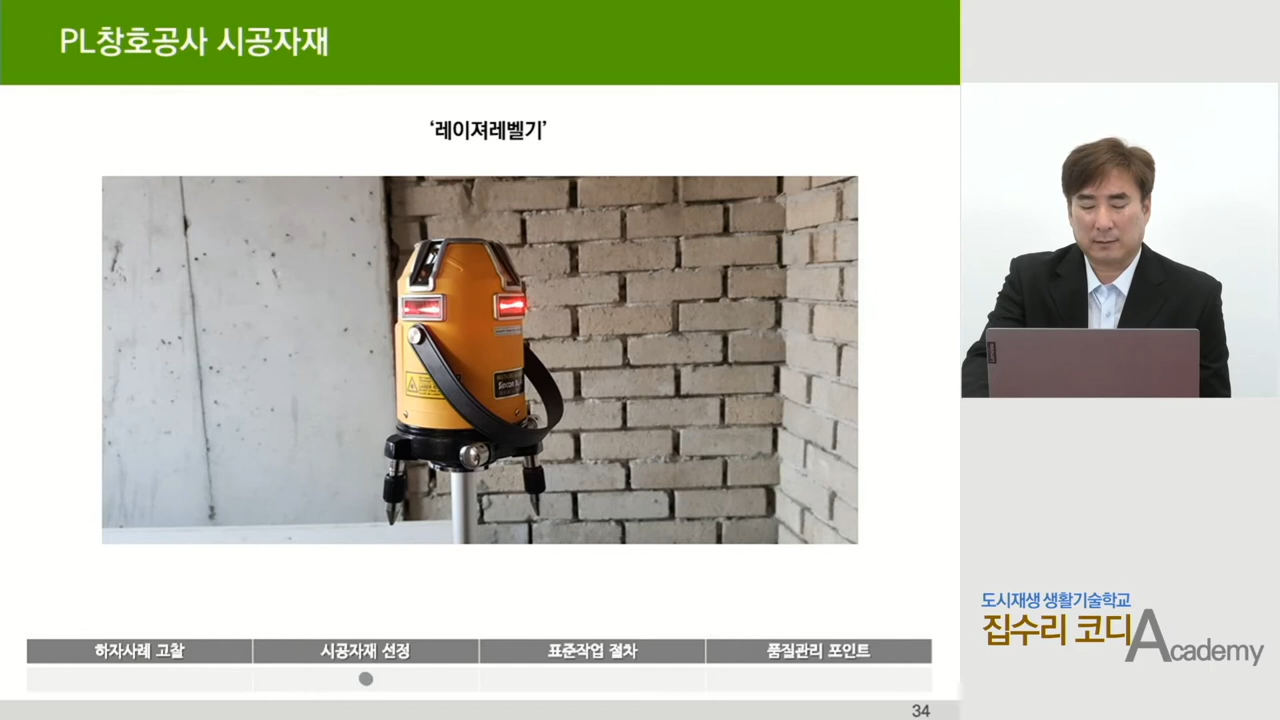 PL창호공사 시공자재
‘레이져레벨기’
Sincon
하자사례 고찰
시공자재 선정
표준작업 절차
품질관리 포인트
34
Lenovo
도시재생 생활기술학교
집수리 코디Academy